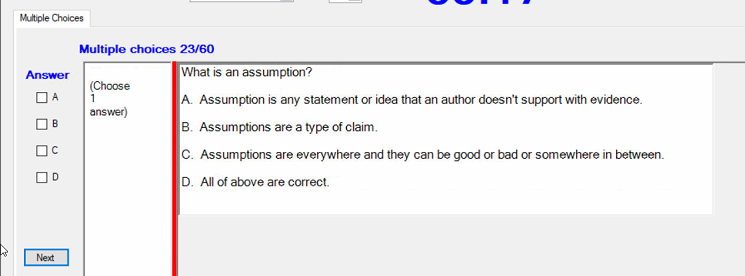 Multiple Choices
Multiple choices 23/60
Answer
A
B
C
D
(Choose
1
answer)
What is an assumption?
A. Assumption is any statement or idea that an author doesn't support with evidence.
B. Assumptions are a type of claim.
C. Assumptions are everywhere and they can be good or bad or somewhere in between.
D. All of above are correct.
Next